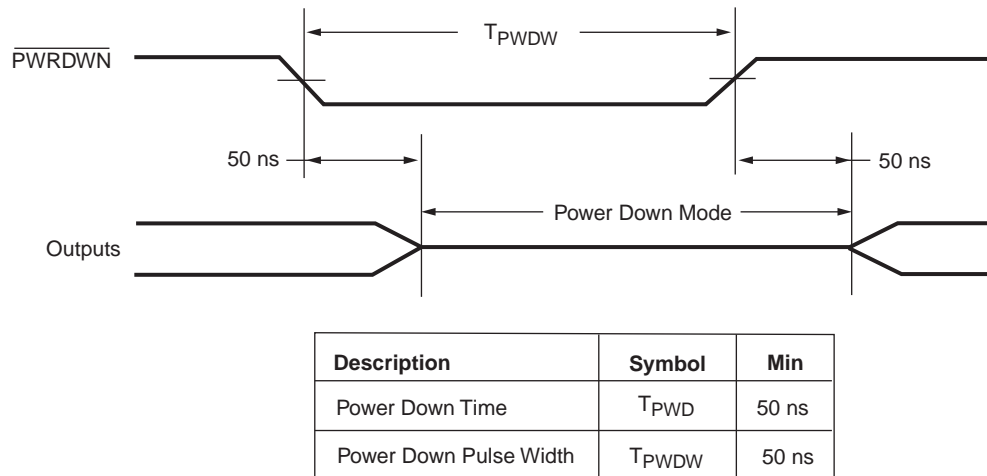 T_PWDW
PWRDWN
50 ns
50 ns
Power Down Mode
Outputs
Description Symbol Min
Power Down Time T_PWD 50 ns
Power Down Pulse Width T_PWDW 50 ns